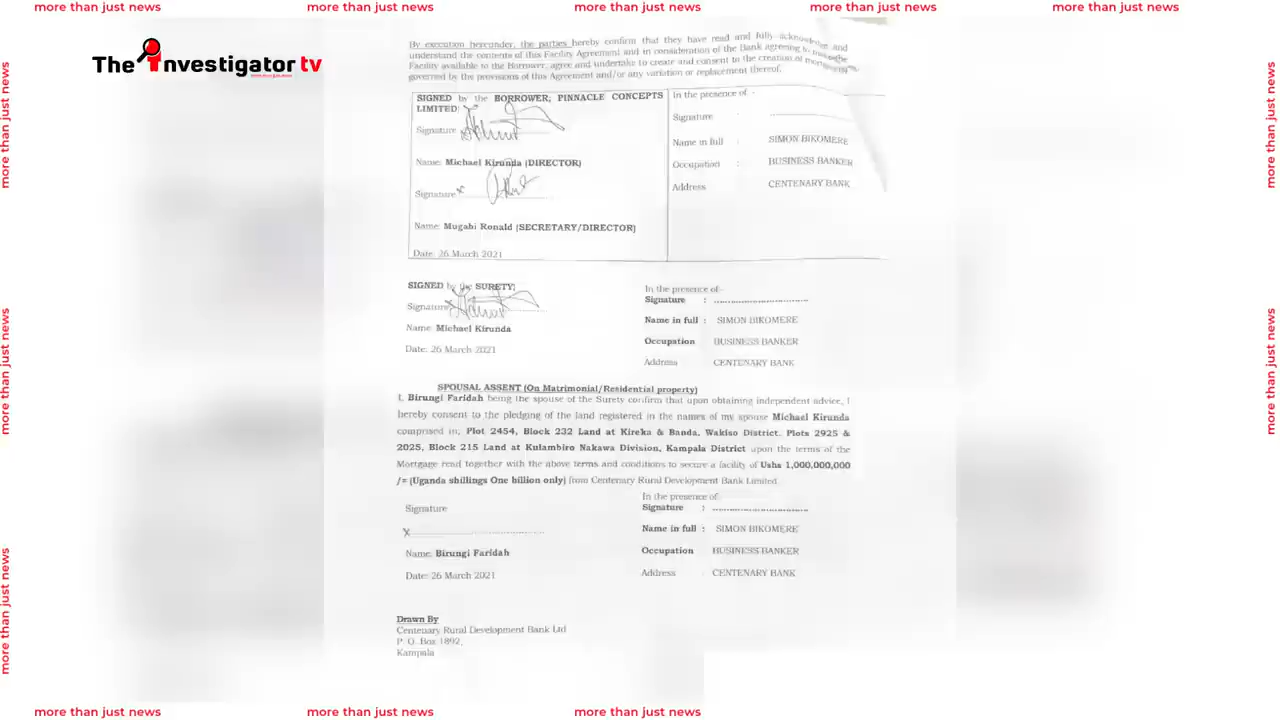 more than just news more than just news more than just news more than just news more than just news
The investigator tv
By execution hereunder, the parties hereby confirm that they have read and fully acknowledge and
understand the contents of this Facility Agreement and in consideration of the Bank agreeing to
Facility available to the Borrower, agree and undertake to create and consent to the creation of
governed by the provisions of this Agreement and/or any variation or replacement thereof.
SIGNED by the BORROWER; PINNACLE CONCEPTS
LIMITED:
Signature
Name: Michael Kirunda (DIRECTOR)
Signature x
Name: Mugabi Ronald (SECRETARY/DIRECTOR)
Date: 26 March 2021
In the presence of -
Signature :
Name in full : SIMON BIKOMERE
Occupation : BUSINESS BANKER
Address : CENTENARY BANK
SIGNED by the SURETY;
Signature
Name: Michael Kirunda
Date: 26 March 2021
In the presence of-
Signature :
Name in full : SIMON BIKOMERE
Occupation : BUSINESS BANKER
Address : CENTENARY BANK
SPOUSAL ASSENT (On Matrimonial/Residential property)
I, Birungi Faridah being the spouse of the Surety confirm that upon obtaining independent advice, I
hereby consent to the pledging of the land registered in the names of my spouse Michael Kirunda
comprised in; Plot 2454, Block 232 Land at Kireka & Banda, Wakiso District. Plots 2925 &
2025, Block 215 Land at Kulambiro Nakawa Division, Kampala District upon the terms of the
Mortgage read together with the above terms and conditions to secure a facility of Ushs 1,000,000,000
/= (Uganda shillings One billion only) from Centenary Rural Development Bank Limited.
Signature
x
Name: Birungi Faridah
Date: 26 March 2021
In the presence of-
Signature :
Name in full : SIMON BIKOMERE
Occupation : BUSINESS BANKER
Address : CENTENARY BANK
Drawn By
Centenary Rural Development Bank Ltd
P. O. Box 1892,
Kampala
more than just news
more than just news
more than just news
more than just news
more than just news
more than just news more than just news more than just news